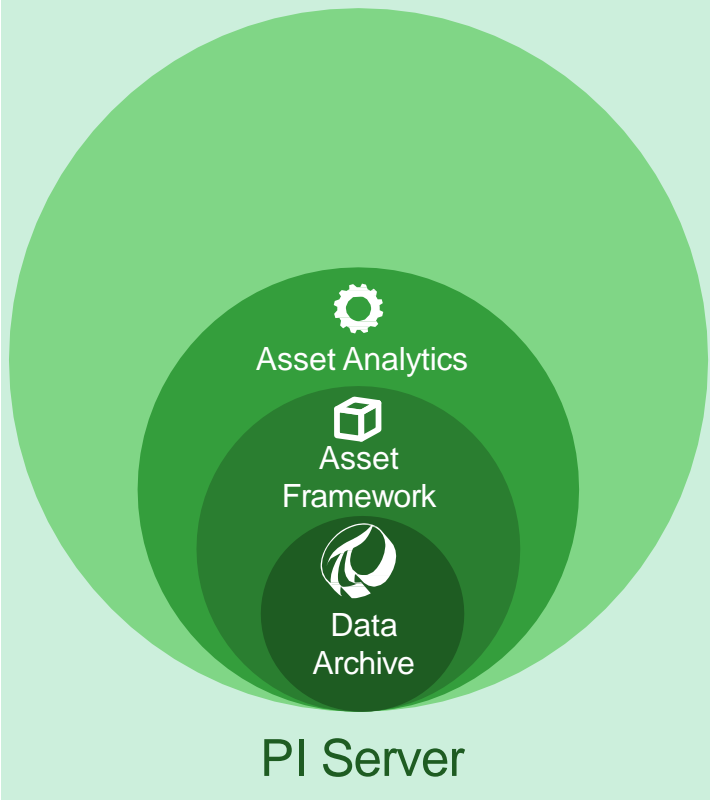 Asset Analytics
Asset
Framework
Data
Archive
PI Server